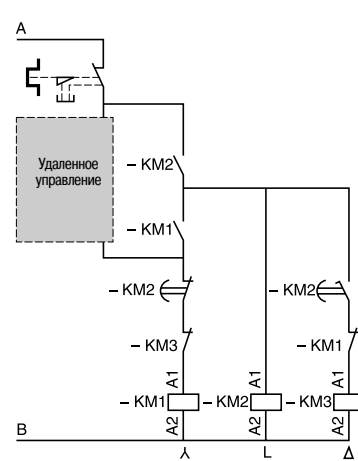 A
Удаленное
управление
– KM2
– KM1
– KM2
– KM2
– KM3
– KM1
A1
A1
A1
– KM1
– KM2
– KM3
A2
A2
A2
B
L
Δ